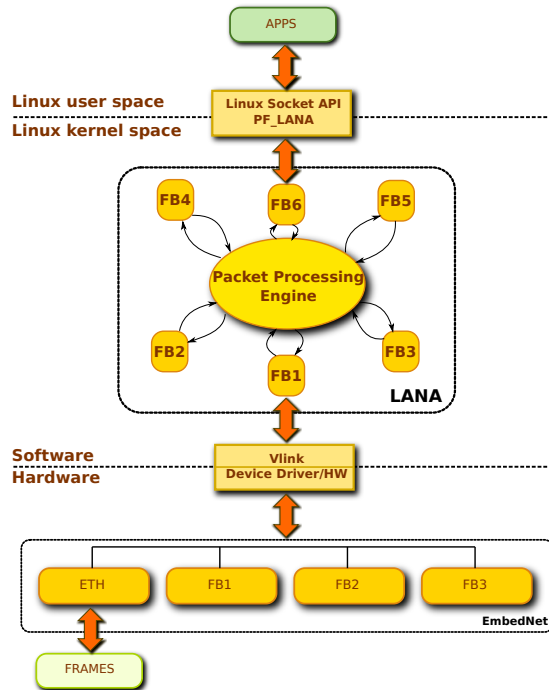 APPS
Linux user space
Linux Socket API
PF_LANA
Linux kernel space
FB4
FB6
FB5
Packet Processing
Engine
FB2
FB1
FB3
LANA
Software
Vlink
Hardware
Device Driver/HW
ETH
FB1
FB2
FB3
EmbedNet
FRAMES